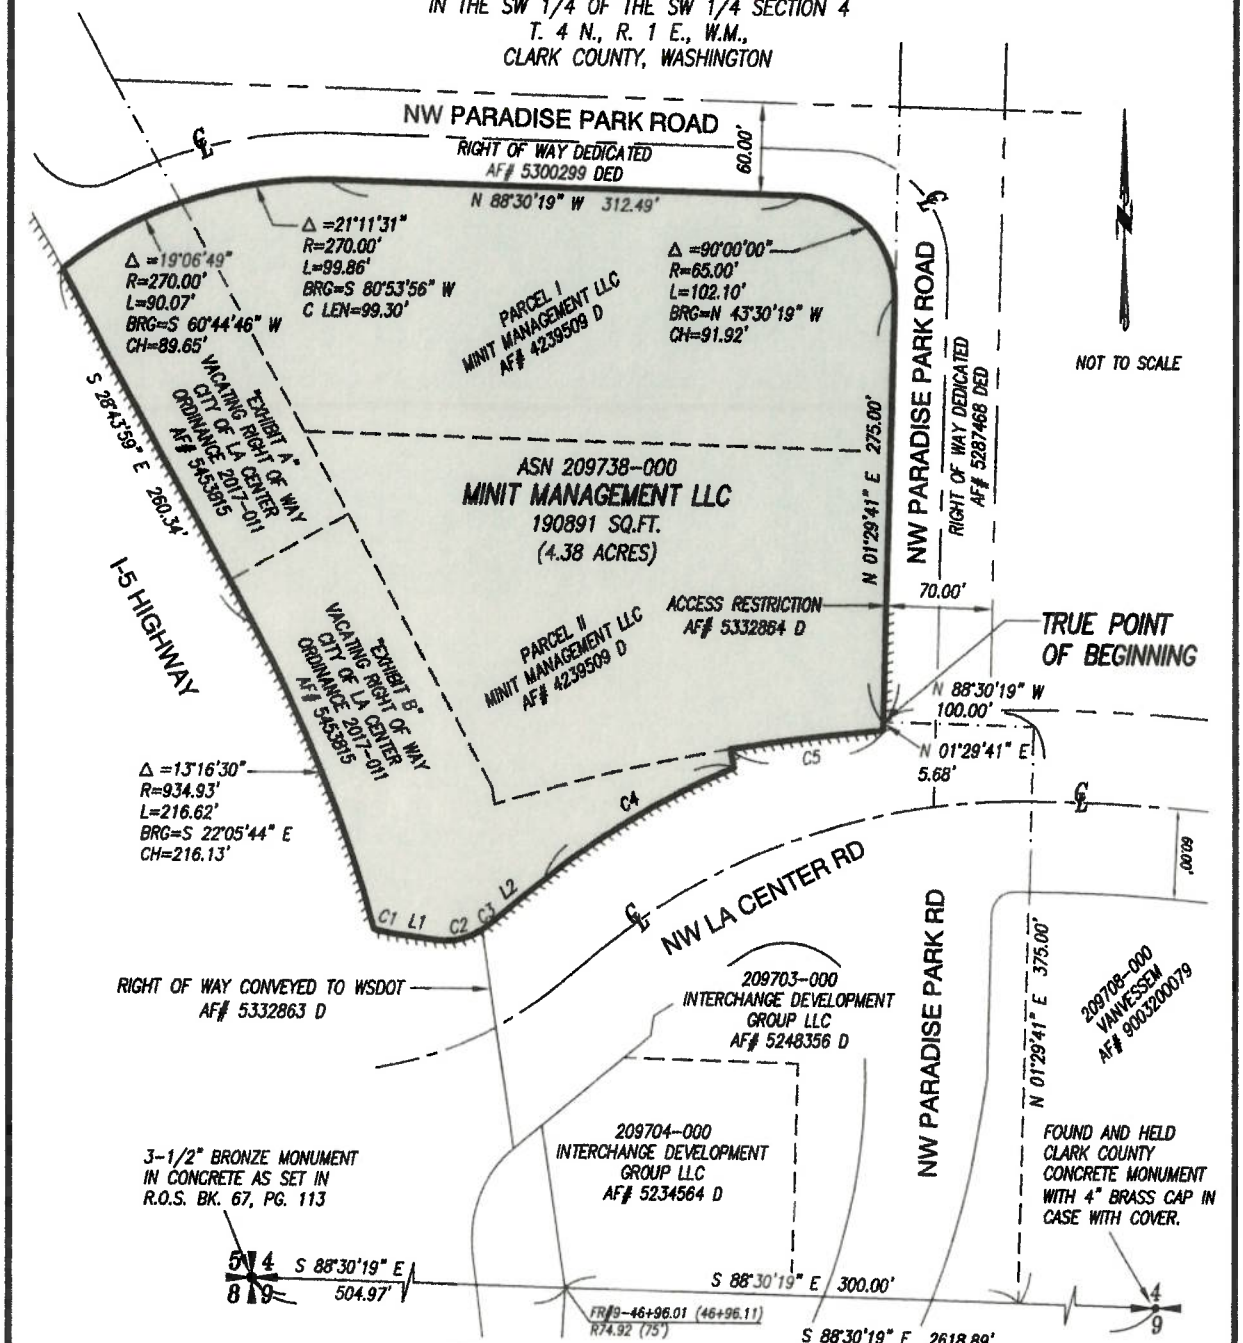 IN THE SW 1/4 OF THE SW 1/4 SECTION 4
T. 4 N., R. 1 E., W.M.,
CLARK COUNTY, WASHINGTON
NW PARADISE PARK ROAD
RIGHT OF WAY DEDICATED
AF# 5300299 DED
60.00'
N 88°30'19" W 312.49'
Δ =21°11'31"
R=270.00'
L=99.86'
BRG=S 80°53'56" W
C LEN=99.30'
Δ =19°06'49"
R=270.00'
L=90.07'
BRG=S 60°44'46" W
CH=89.65'
Δ =90°00'00"
R=65.00'
L=102.10'
BRG=N 43°30'19" W
CH=91.92'
PARCEL I
MINIT MANAGEMENT LLC
AF# 4239509 D
NW PARADISE PARK ROAD
RIGHT OF WAY DEDICATED
AF# 5287468 DED
N
NOT TO SCALE
S 28°43'59" E 260.34'
"EXHIBIT A"
VACATING RIGHT OF WAY
CITY OF LA CENTER
ORDINANCE 2017-011
AF# 5453815
N 01°29'41" E 275.00'
ASN 209738-000
MINIT MANAGEMENT LLC
190891 SQ.FT.
(4.38 ACRES)
I-5 HIGHWAY
70.00'
ACCESS RESTRICTION
AF# 5332864 D
TRUE POINT
OF BEGINNING
PARCEL II
MINIT MANAGEMENT LLC
AF# 4239509 D
"EXHIBIT B"
VACATING RIGHT OF WAY
CITY OF LA CENTER
ORDINANCE 2017-011
AF# 5453815
N 88°30'19" W
100.00'
N 01°29'41" E
5.68'
C5
Δ =13°16'30"
R=934.93'
L=216.62'
BRG=S 22°05'44" E
CH=216.13'
C4
CL
60.00'
C1 L1 C2 C3 L2
NW LA CENTER RD
NW PARADISE PARK RD
N 01°29'41" E 375.00'
RIGHT OF WAY CONVEYED TO WSDOT
AF# 5332863 D
209703-000
INTERCHANGE DEVELOPMENT
GROUP LLC
AF# 5248356 D
209708-000
VANVESSEM
AF# 9003200079
209704-000
INTERCHANGE DEVELOPMENT
GROUP LLC
AF# 5234564 D
3-1/2" BRONZE MONUMENT
IN CONCRETE AS SET IN
R.O.S. BK. 67, PG. 113
FOUND AND HELD
CLARK COUNTY
CONCRETE MONUMENT
WITH 4" BRASS CAP IN
CASE WITH COVER.
5 4
8 9
S 88°30'19" E
504.97'
S 88°30'19" E 300.00'
4
9
FR/9-46+96.01 (46+96.11)
R74.92 (75')
S 88°30'19" E 2618.89'